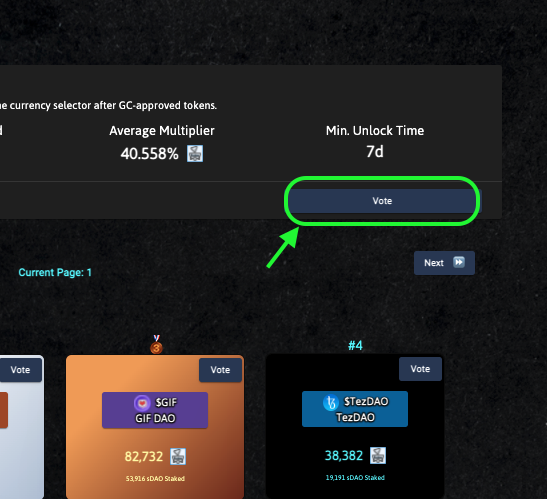 ne currency selector after GC-approved tokens.
d
Average Multiplier
Min. Unlock Time
40.558%
7d
Vote
Current Page: 1
Next
3
#4
Vote
Vote
Vote
$GIF
GIF DAO
$TezDAO
TezDAO
82,732
38,382
53,916 sDAO Staked
19,191 sDAO Staked